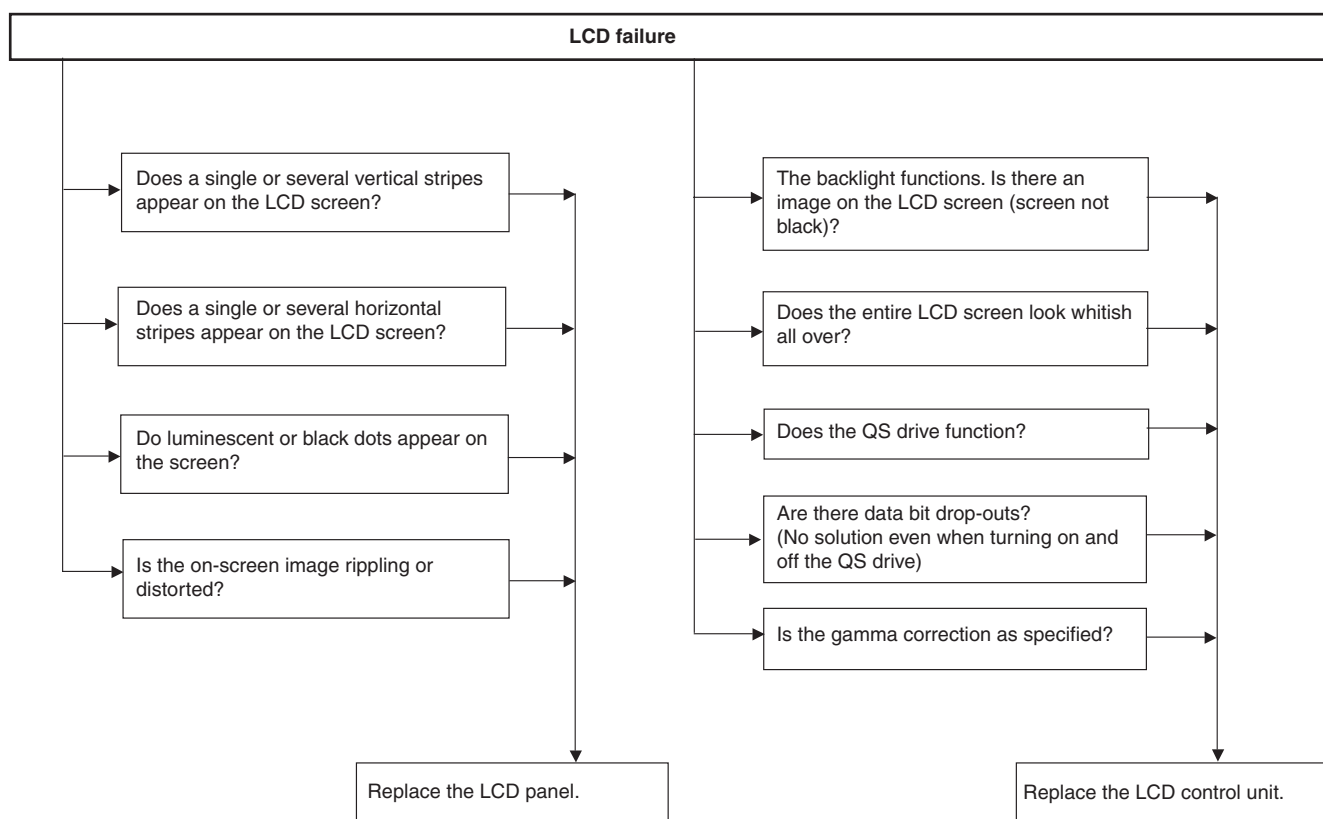 LCD failure
Does a single or several vertical stripes
appear on the LCD screen?
Does a single or several horizontal
stripes appear on the LCD screen?
Do luminescent or black dots appear on
the screen?
Is the on-screen image rippling or
distorted?
Replace the LCD panel.
The backlight functions. Is there an
image on the LCD screen (screen not
black)?
Does the entire LCD screen look whitish
all over?
Does the QS drive function?
Are there data bit drop-outs?
(No solution even when turning on and
off the QS drive)
Is the gamma correction as specified?
Replace the LCD control unit.